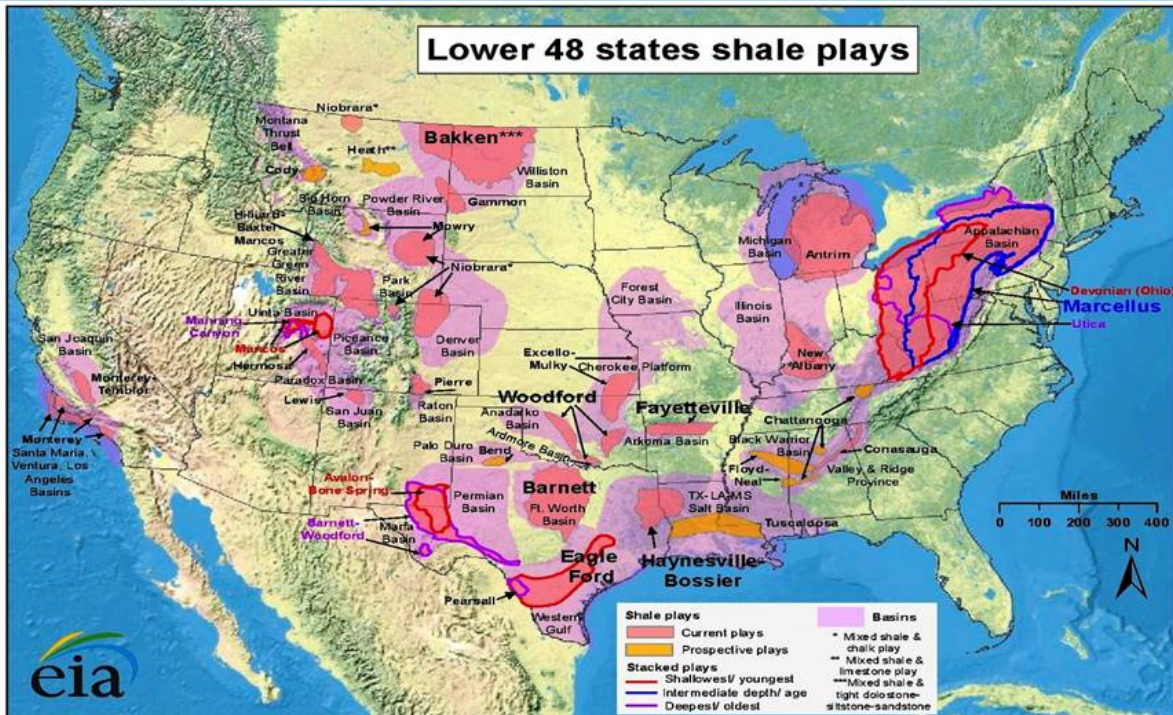 Lower 48 states shale plays
Niobrara*
Montana
Thrust
Belt
Cody
Heath**
Bakken***
Williston
Basin
Big Horn
Basin
Powder River
Basin
Gammon
Mowry
Hilliard-
Baxter-
Mancos
Greater
Green
River
Basin
Niobrara*
Park
Basin
Uinta Basin
Manning
Canyon
Mancos
Piceance
Basin
Denver
Basin
Hermosa
Paradox Basin
Lewis
San Juan
Basin
Pierre
Raton
Basin
San Joaquin
Basin
Monterey-
Temblor
Monterey
Santa Maria,
Ventura, Los
Angeles
Basins
Michigan
Basin
Antrim
Forest
City Basin
Illinois
Basin
New
Albany
Excello-
Mulky
Cherokee Platform
Woodford
Anadarko
Basin
Ardmore Basin
Arkoma Basin
Fayetteville
Palo Duro
Basin
Bend
Appalachian
Basin
Devonian (Ohio)
Marcellus
Utica
Chattanooga
Black Warrior
Basin
Conasauga
Floyd-
Neal
Valley & Ridge
Province
Avalon-
Bone Spring
Permian
Basin
Barnett-
Woodford
Marfa
Basin
Barnett
Ft. Worth
Basin
TX-LA-MS
Salt Basin
Tuscaloosa
Eagle
Ford
Haynesville-
Bossier
Pearsall
Western
Gulf
Miles
0 100 200 300 400
N
eia
Shale plays
Current plays
Prospective plays
Stacked plays
Shallowest/ youngest
Intermediate depth/ age
Deepest/ oldest
Basins
* Mixed shale &
chalk play
** Mixed shale &
limestone play
***Mixed shale &
tight dolostone-
siltstone-sandstone